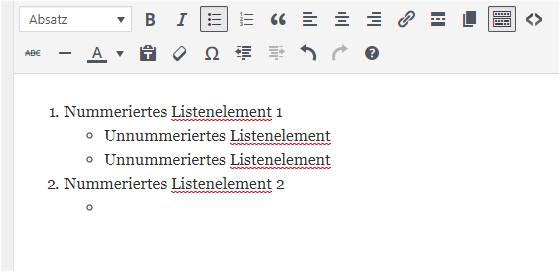 Absatz
ABC
1. Nummeriertes Listenelement 1
Unnummeriertes Listenelement
Unnummeriertes Listenelement
2. Nummeriertes Listenelement 2